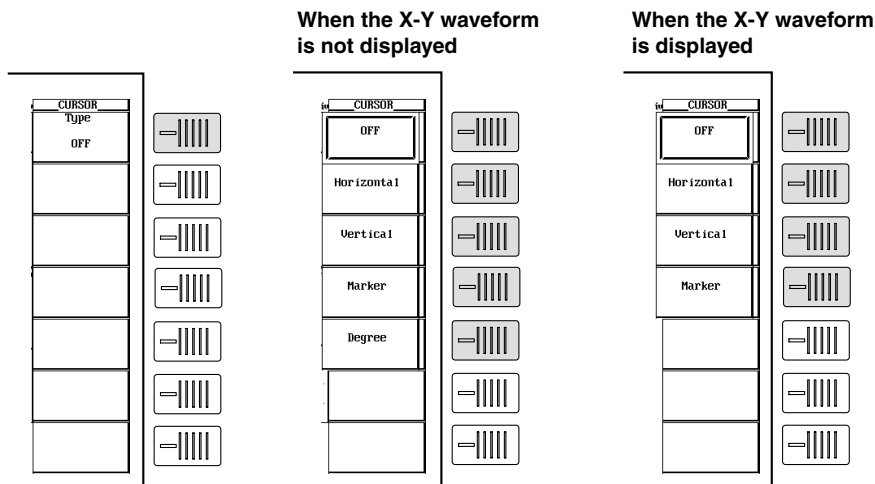 When the X-Y waveform
is not displayed
When the X-Y waveform
is displayed
CURSOR
Type
OFF
CURSOR
OFF
Horizontal
Vertical
Marker
Degree
CURSOR
OFF
Horizontal
Vertical
Marker